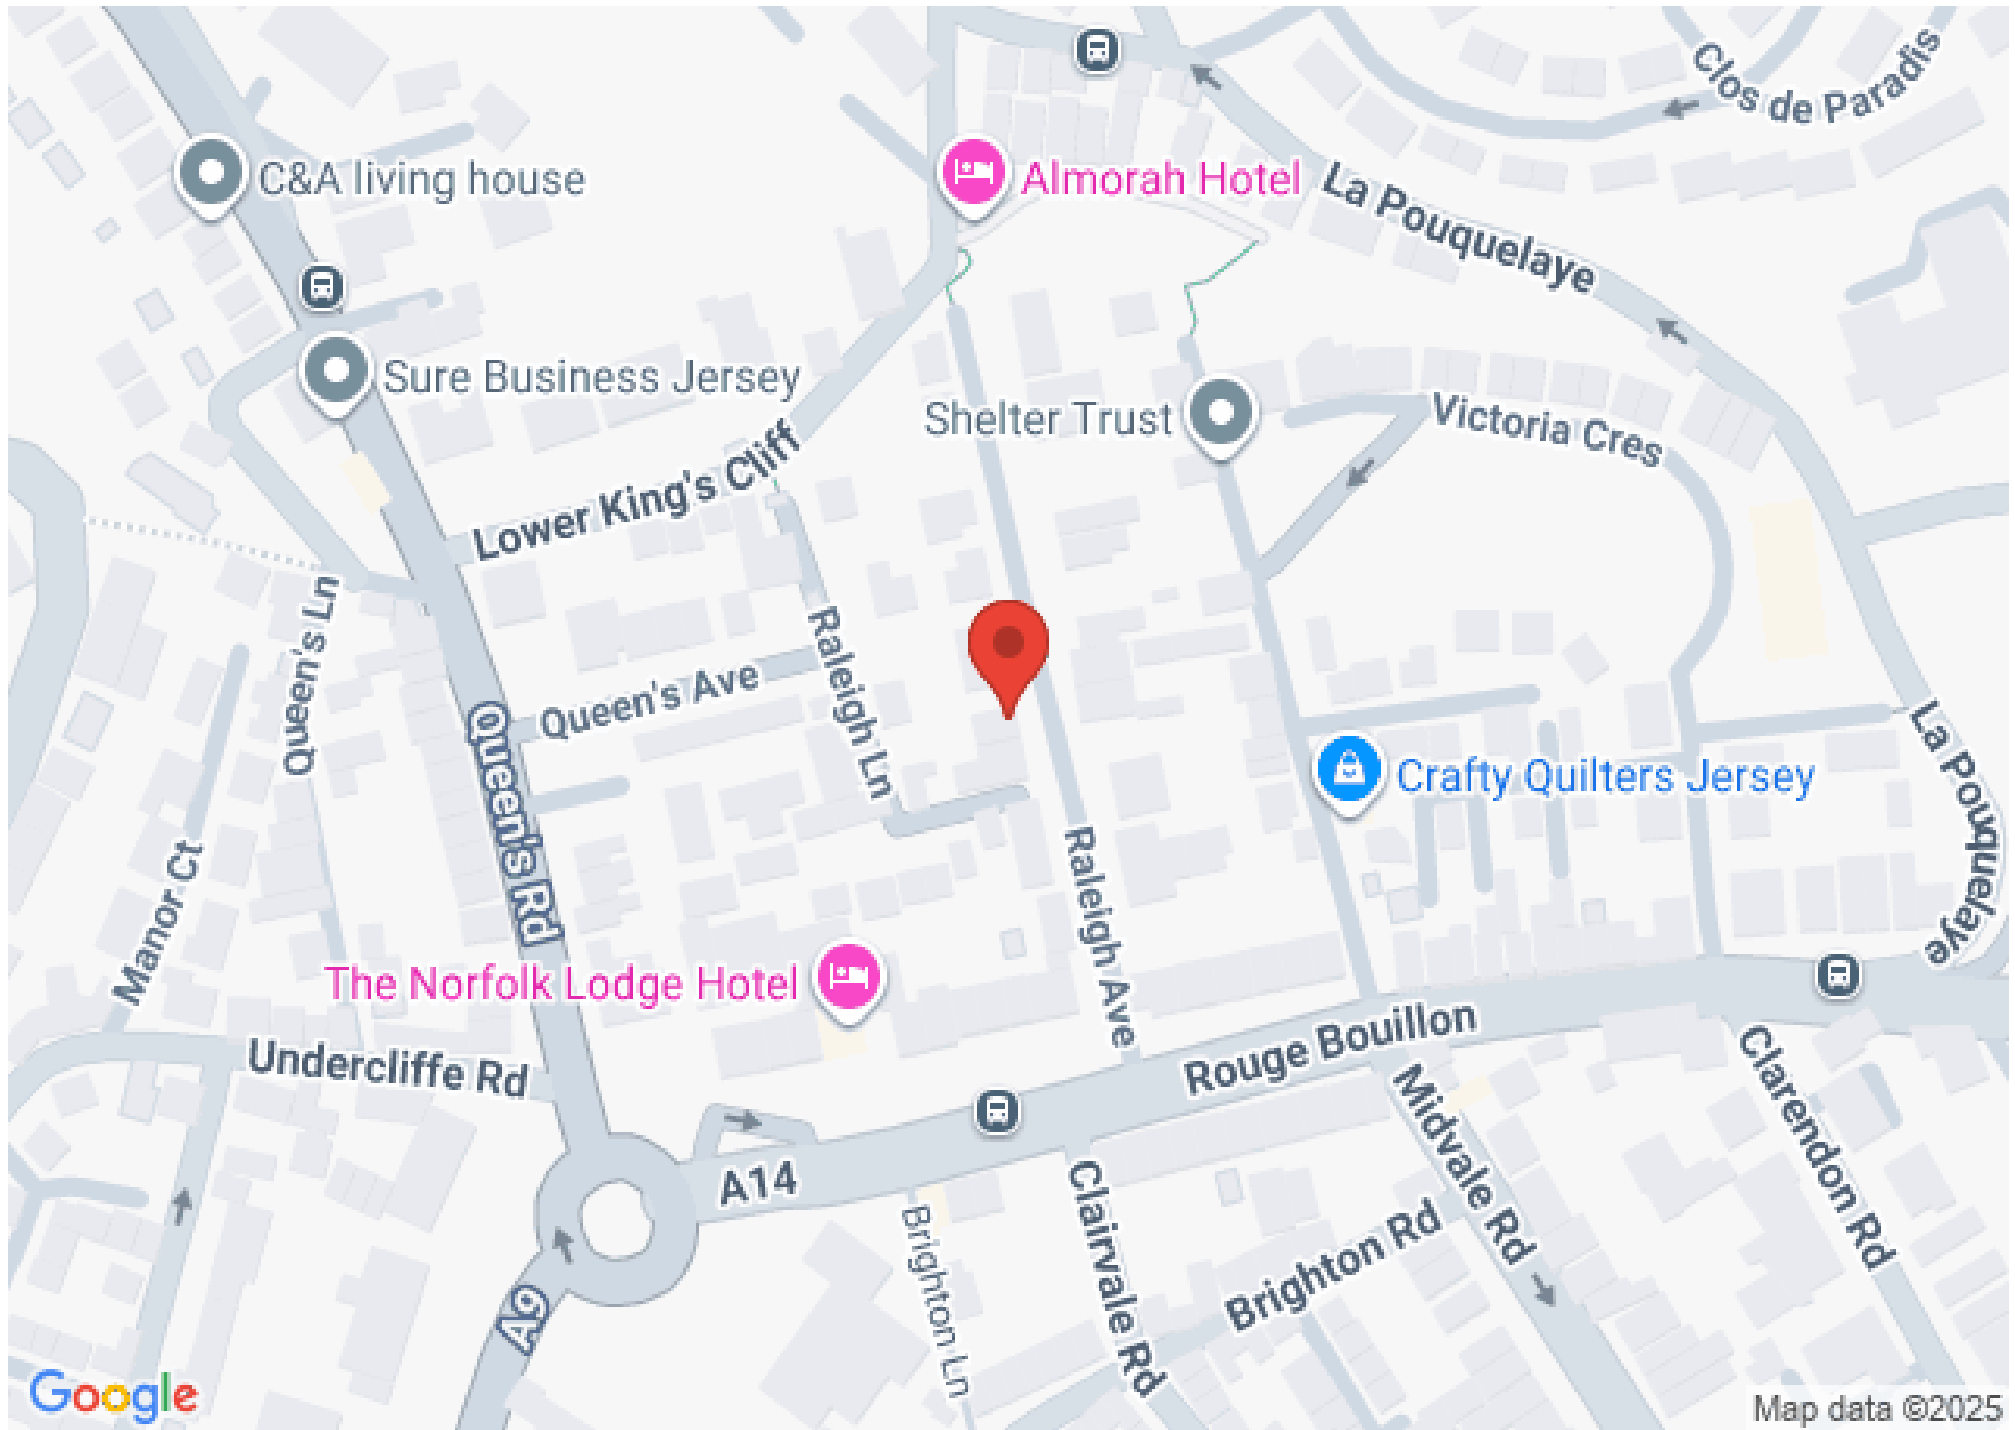 Clos de Paradis
C&A living house
Almorah Hotel
La Pouquelaye
Sure Business Jersey
Shelter Trust
Victoria Cres
Lower King's Cliff
Queen's Ln
Raleigh Ln
Queen's Ave
Queen's Rd
La Pouquelaye
Crafty Quilters Jersey
Manor Ct
Raleigh Ave
The Norfolk Lodge Hotel
Undercliffe Rd
Rouge Bouillon
Midvale Rd
Clarendon Rd
A14
Clairvale Rd
Brighton Rd
Brighton Ln
A9
Google
Map data ©2025